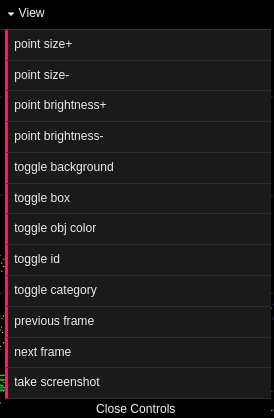 View
point size+
point size-
point brightness+
point brightness-
toggle background
toggle box
toggle obj color
toggle id
toggle category
previous frame
next frame
take screenshot
Close Controls